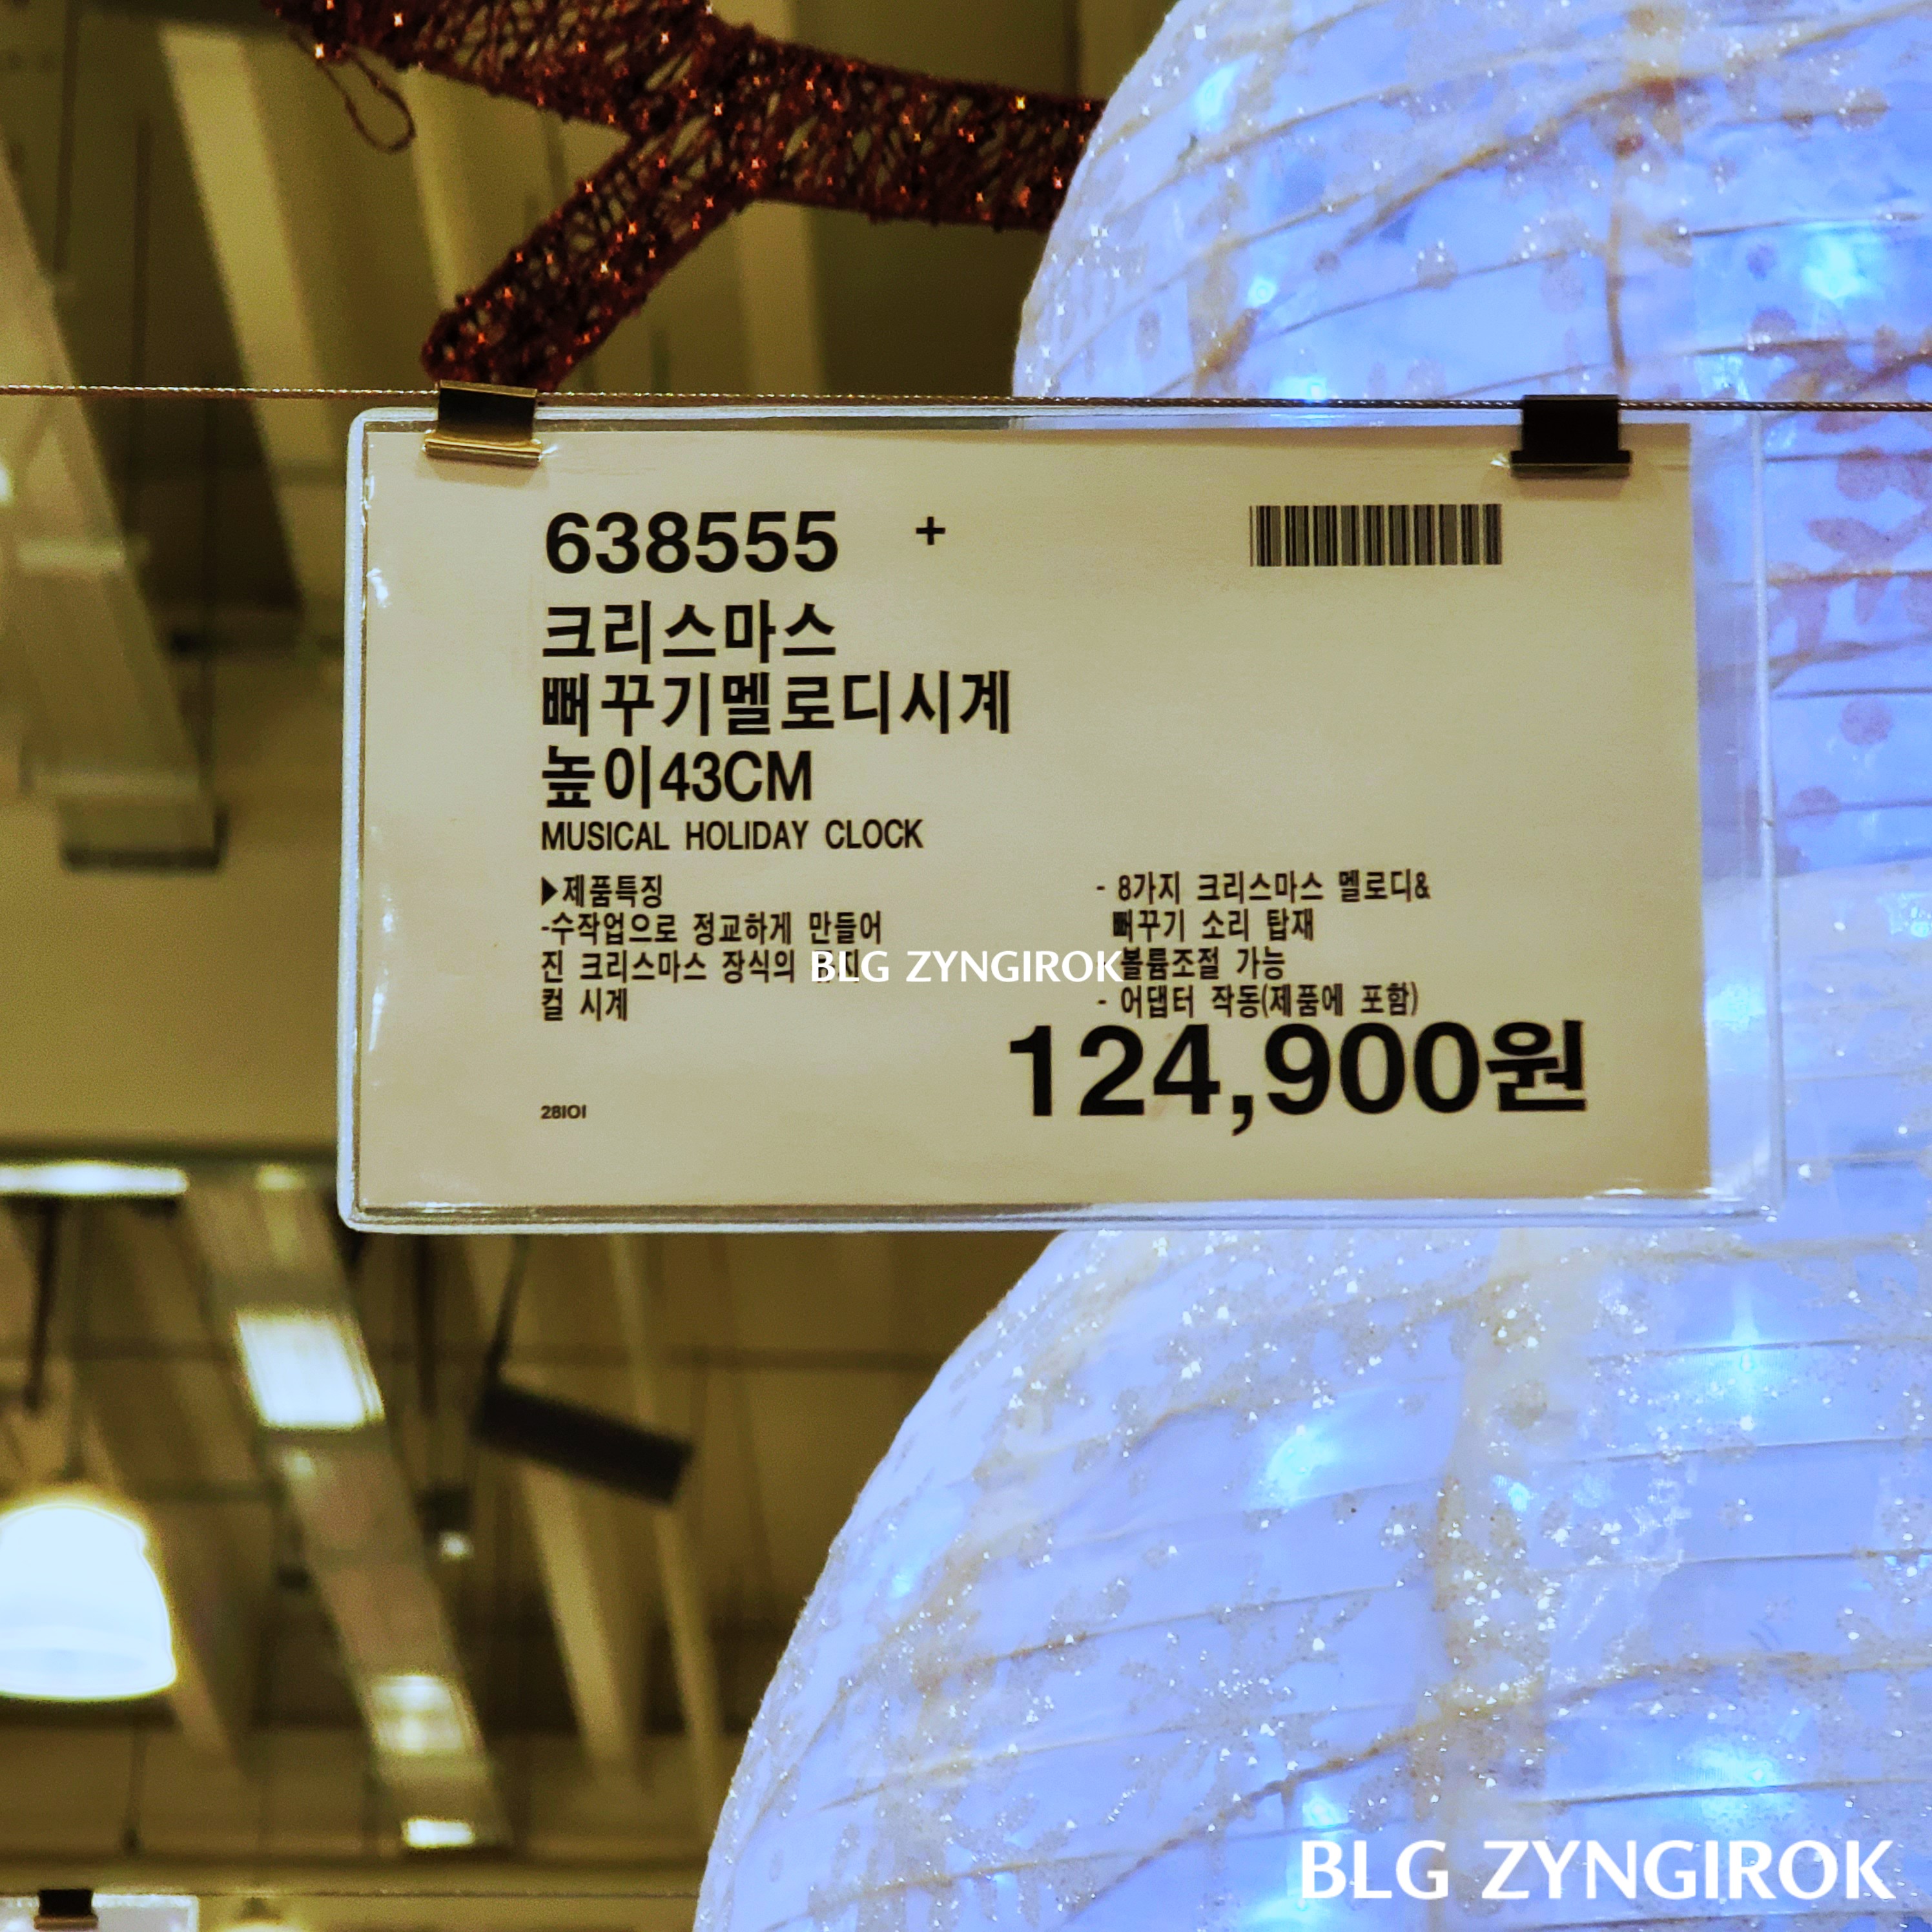 638555 +
크리스마스
뻐꾸기멜로디시계
높이43CM
MUSICAL HOLIDAY CLOCK
▶제품특징
-수작업으로 정교하게 만들어
진 크리스마스 장식의
컬 시계
- 8가지 크리스마스 멜로디&
뻐꾸기 소리 탑재
볼륨조절 가능
- 어댑터 작동(제품에 포함)
124,900원
28IOI
BLG ZYNGIROK
BLG ZYNGIROK